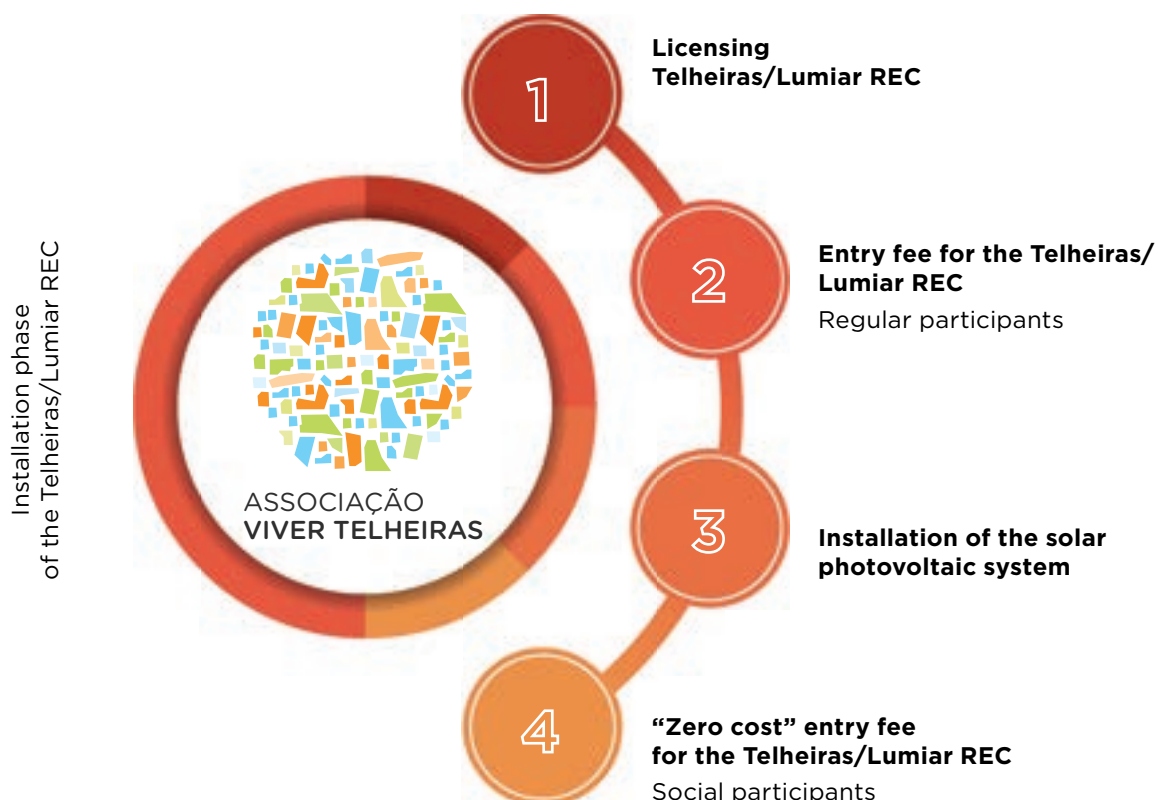 Installation phase
of the Telheiras/Lumiar REC
ASSOCIAÇÃO
VIVER TELHEIRAS
1
Licensing
Telheiras/Lumiar REC
2
Entry fee for the Telheiras/
Lumiar REC
Regular participants
3
Installation of the solar
photovoltaic system
4
“Zero cost” entry fee
for the Telheiras/Lumiar REC
Social participants